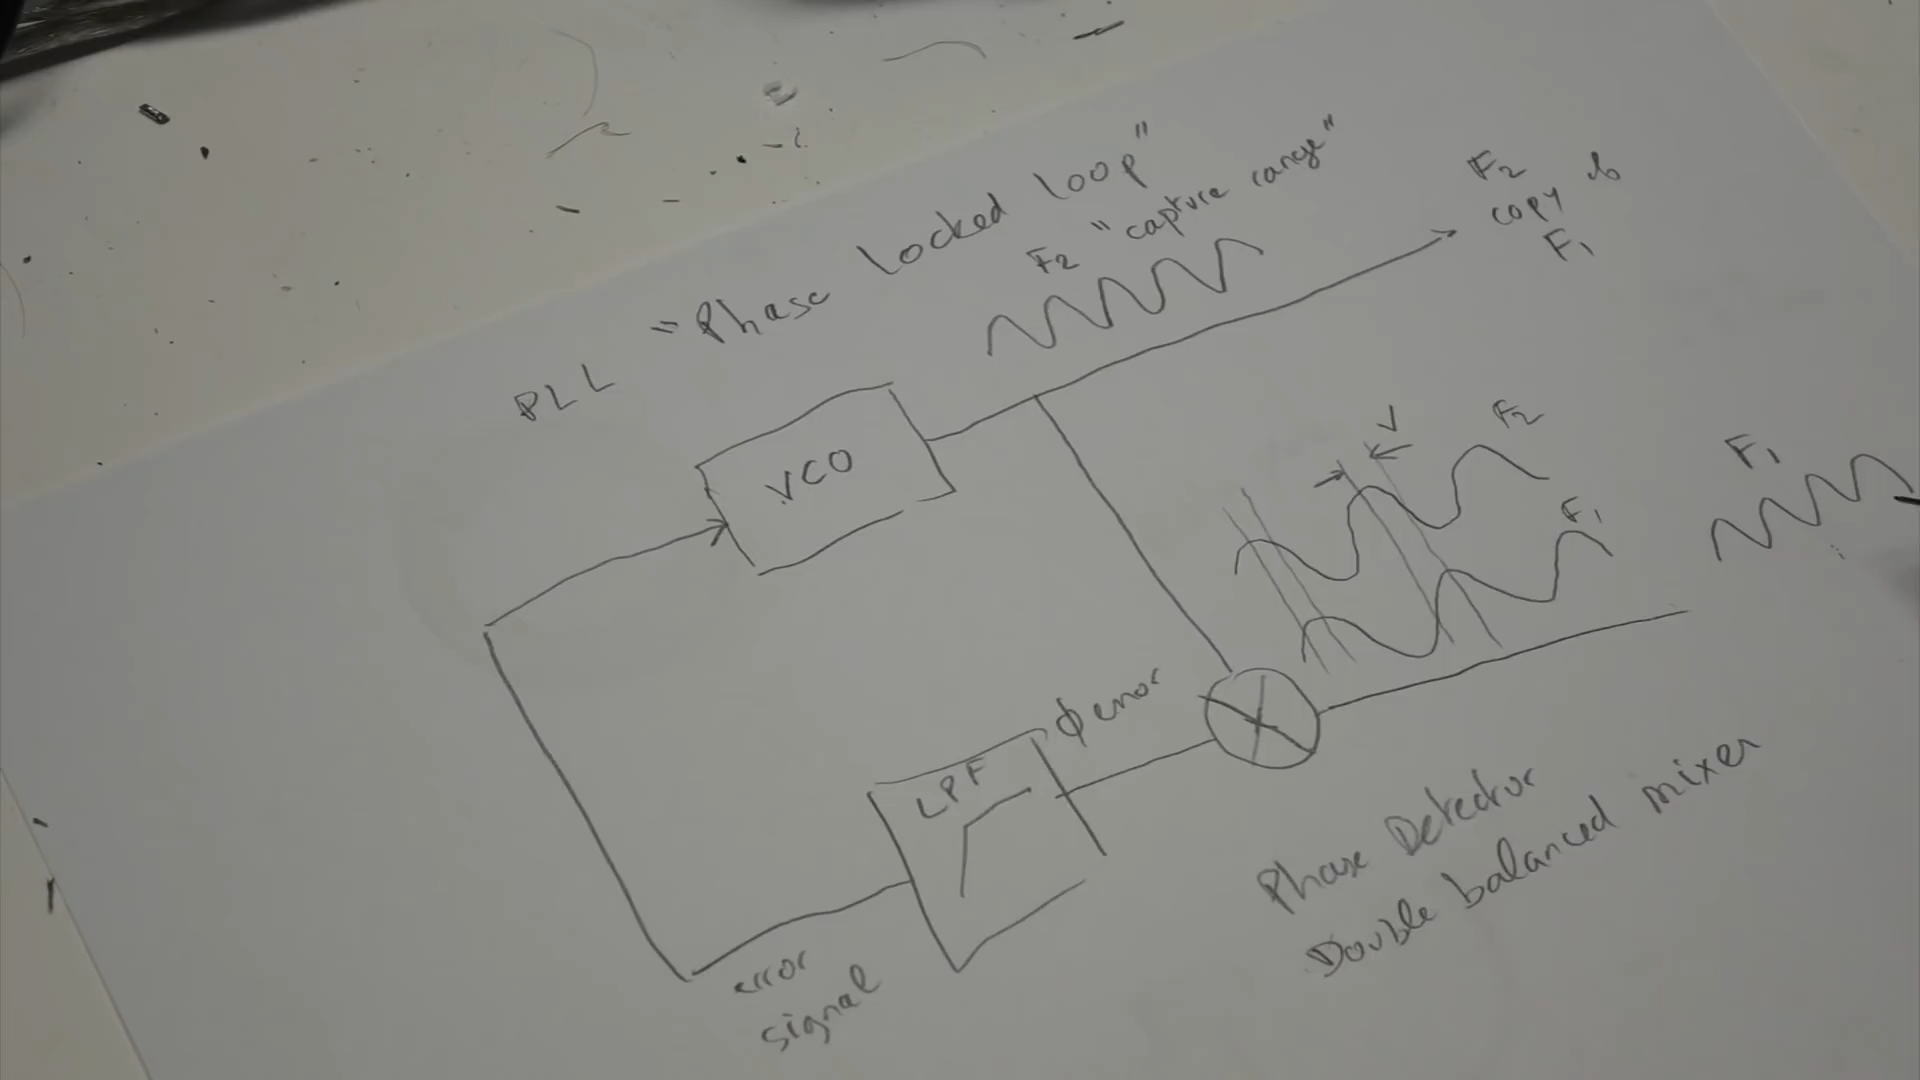 PLL "Phase Locked Loop"
F2 "capture range"
F2
copy
F1
VCO
V
F2
F1
F1
LPF
ϕ error
error
signal
Phase Detector
Double balanced mixer